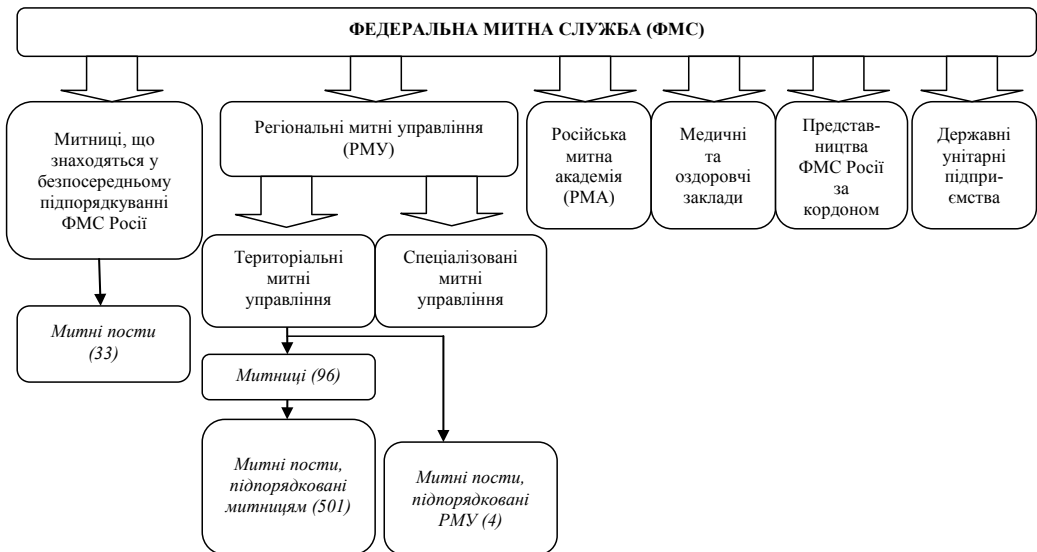 ФЕДЕРАЛЬНА МИТНА СЛУЖБА (ФМС)
Митниці, що
знаходяться у
безпосередньому
підпорядкуванні
ФМС Росії
Регіональні митні управління
(РМУ)
Російська
митна
академія
(РМА)
Медичні
та
оздоровчі
заклади
Представ-
ництва
ФМС Росії
за
кордоном
Державні
унітарні
підпри-
ємства
Територіальні
митні
управління
Спеціалізовані
митні
управління
Митні пости
(33)
Митниці (96)
Митні пости,
підпорядковані
митницям (501)
Митні пости,
підпорядковані
РМУ (4)